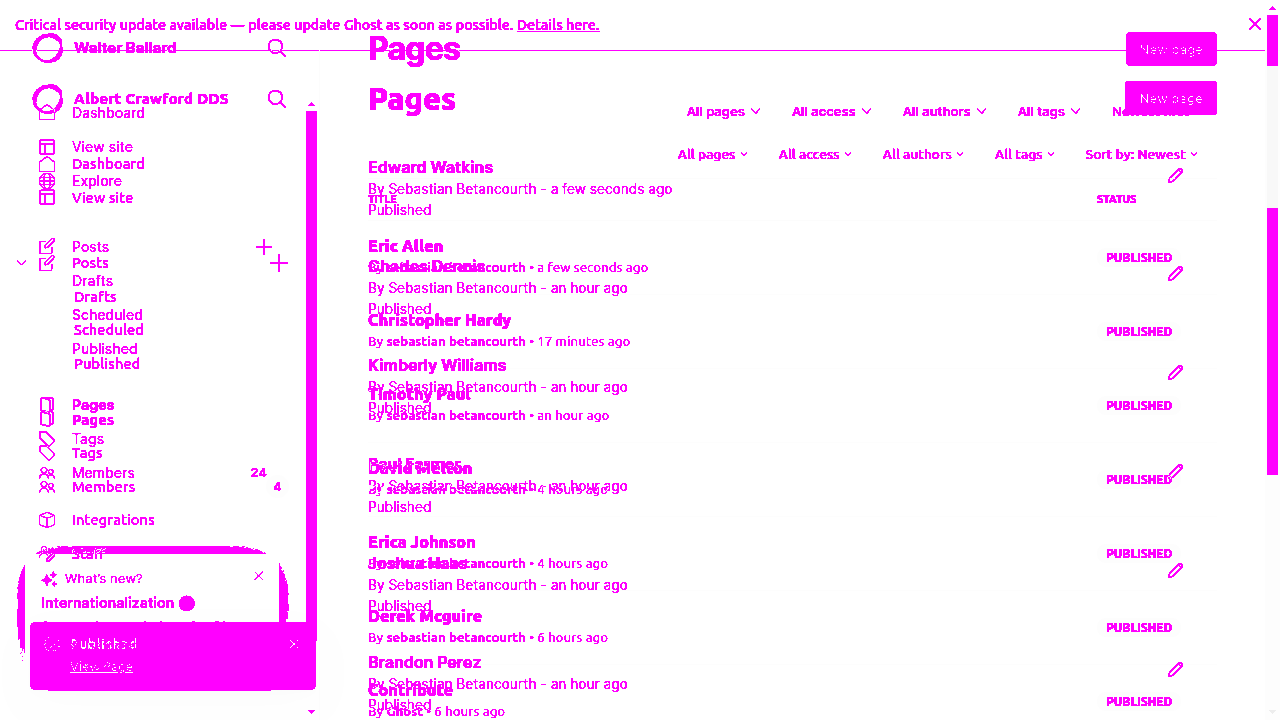 Critical security update available — please update Ghost as soon as possible. Details here.
Walter Ballard
Pages
New page
Albert Crawford DDS
Pages
New page
Dashboard
All pages
All access
All authors
All tags
View site
Dashboard
All pages
All access
All authors
All tags
Sort by: Newest
Explore
View site
Edward Watkins
By Sebastian Betancourth - a few seconds ago
TITLE
STATUS
Published
Posts
Posts
Drafts
Drafts
Scheduled
Scheduled
Published
Published
Eric Allen
PUBLISHED
Charles Dennis
By sebastian betancourth • a few seconds ago
By Sebastian Betancourth - an hour ago
Published
Christopher Hardy
By sebastian betancourth • 17 minutes ago
PUBLISHED
Kimberly Williams
By Sebastian Betancourth - an hour ago
Timothy Paul
Published
By sebastian betancourth • an hour ago
PUBLISHED
Pages
Pages
Tags
Tags
Members 24
Members 4
Paul Farmer
David Melton
By Sebastian Betancourth - an hour ago
By sebastian betancourth • 4 hours ago
PUBLISHED
Published
Integrations
Staff
Erica Johnson
PUBLISHED
By sebastian betancourth • 4 hours ago
Joshua Haas
By Sebastian Betancourth - an hour ago
Published
What's new?
Internationalization
Derek Mcguire
By sebastian betancourth • 6 hours ago
PUBLISHED
Published
View Page
Brandon Perez
By Sebastian Betancourth - an hour ago
Contribute
Published
By Ghost • 6 hours ago
PUBLISHED